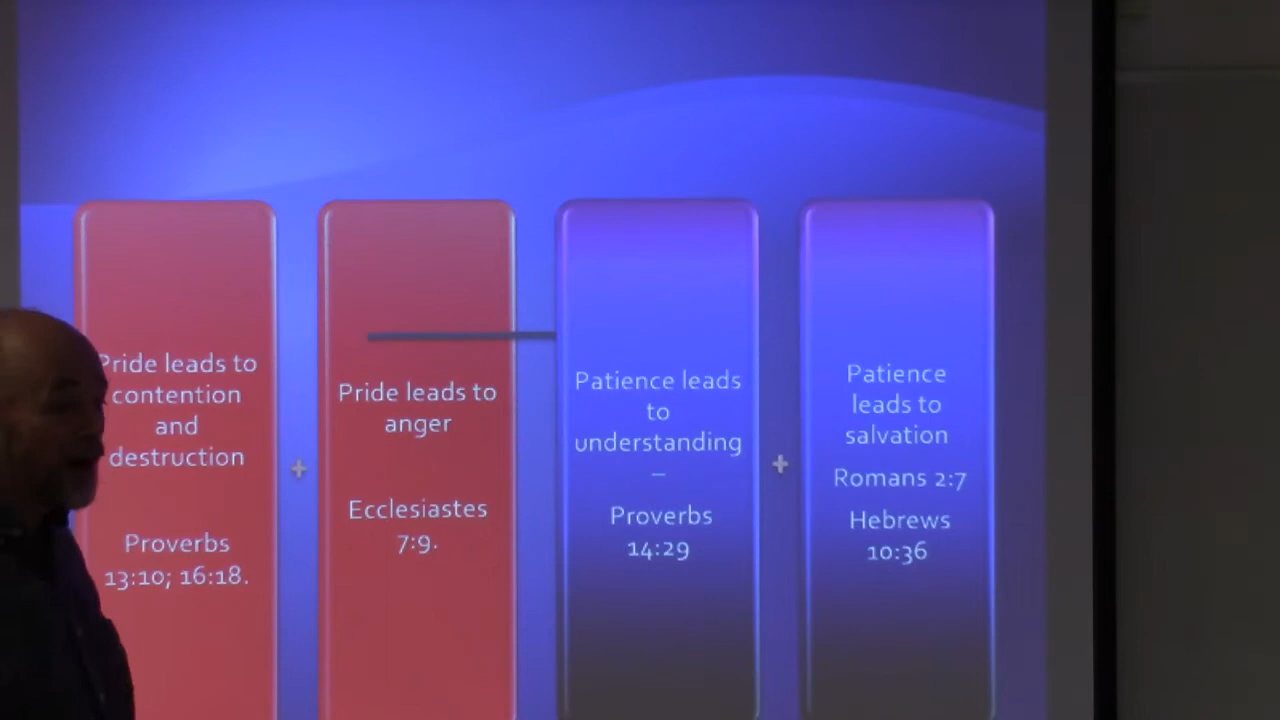 Pride leads to
contention
and
destruction
Proverbs
13:10; 16:18.
+
Pride leads to
anger
Ecclesiastes
7:9.
Patience leads
to
understanding
–
Proverbs
14:29
+
Patience
leads to
salvation
Romans 2:7
Hebrews
10:36